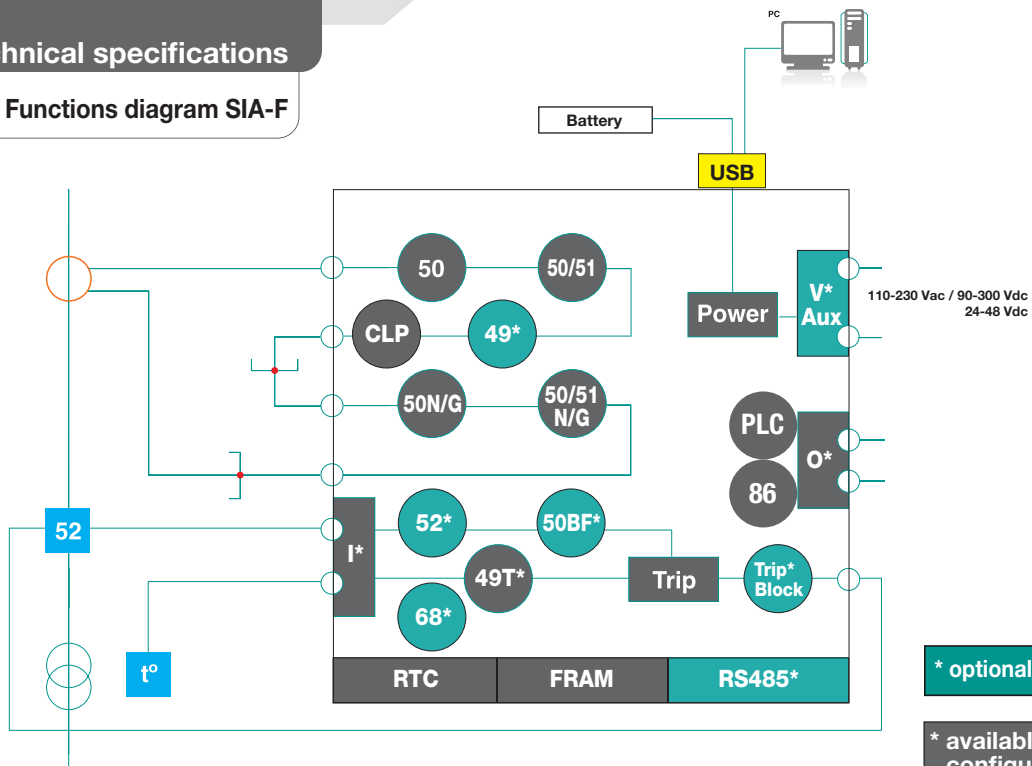 chnical specifications
Functions diagram SIA-F
PC
Battery
USB
50
50/51
Power
V*
Aux
110-230 Vac / 90-300 Vdc
24-48 Vdc
CLP
49*
50N/G
50/51
N/G
PLC
O*
86
52
I*
52*
50BF*
49T*
Trip
Trip*
Block
68*
to
RTC
FRAM
RS485*
* optional
* availabl
configu